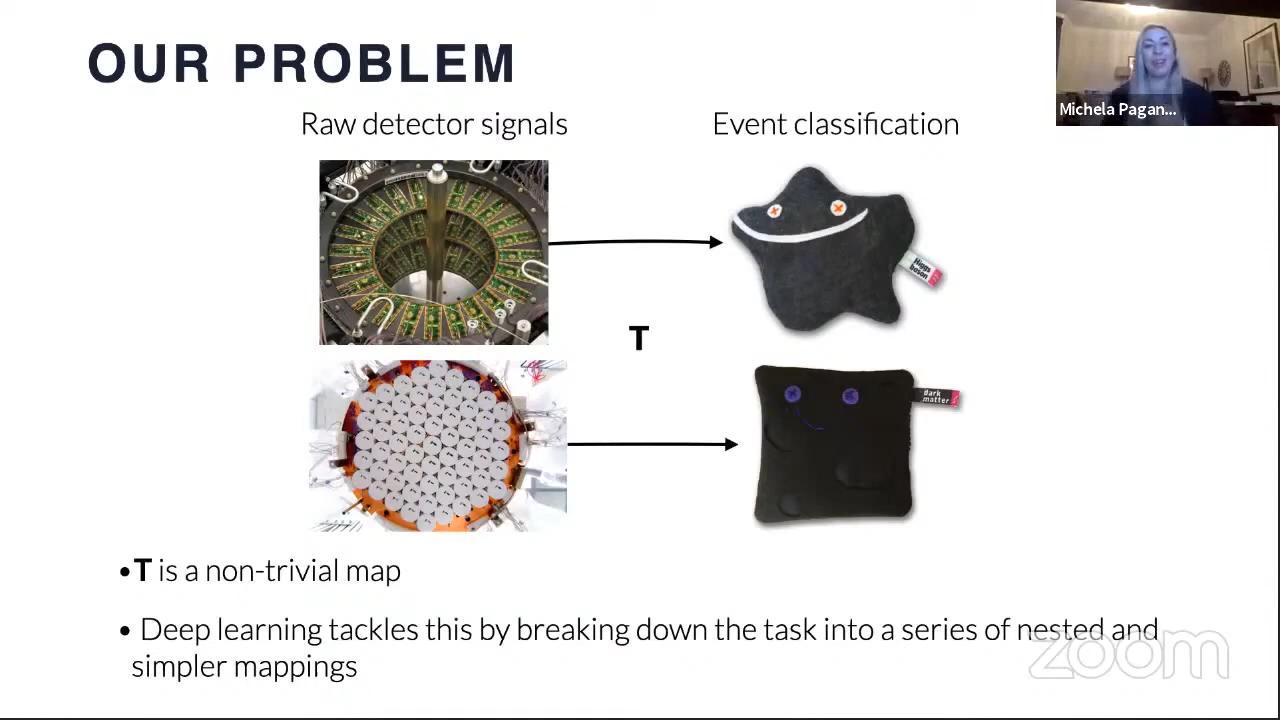 OUR PROBLEM
Michela Pagan...
Raw detector signals
Event classification
Higgs
boson
T
dark
matter
•T is a non-trivial map
• Deep learning tackles this by breaking down the task into a series of nested and
simpler mappings
zoom